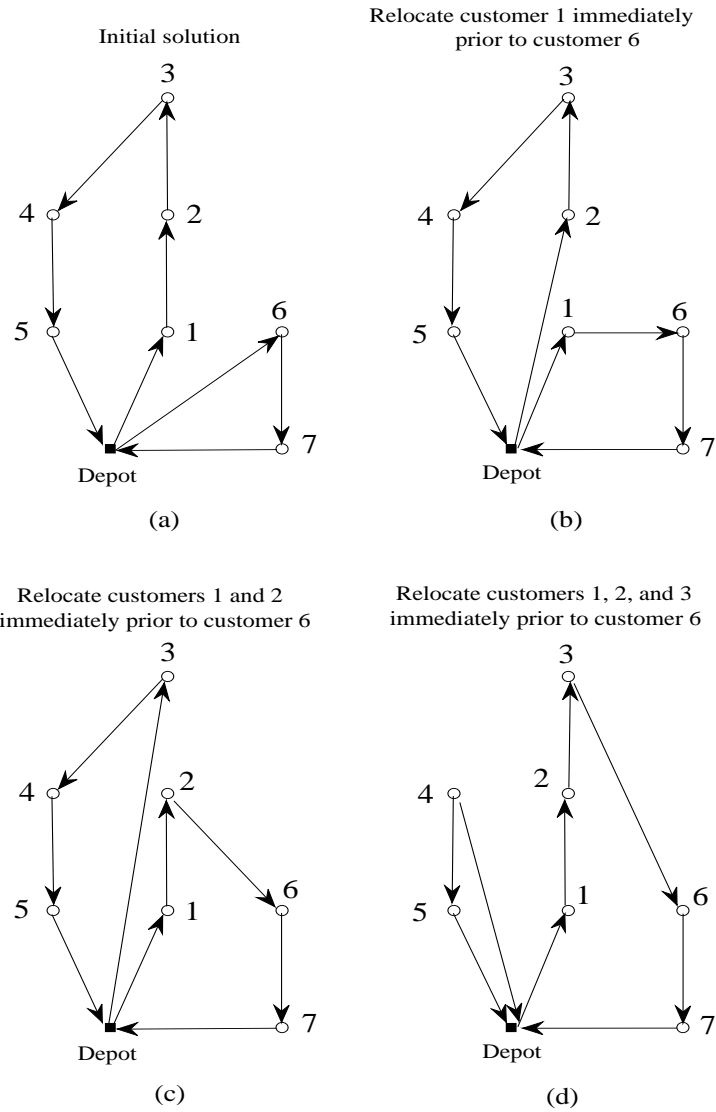 Initial solution
3
4
2
5
1
6
7
Depot
(a)
Relocate customer 1 immediately
prior to customer 6
3
4
2
5
1
6
7
Depot
(b)
Relocate customers 1 and 2
immediately prior to customer 6
3
4
2
5
1
6
7
Depot
(c)
Relocate customers 1, 2, and 3
immediately prior to customer 6
3
4
2
5
1
6
7
Depot
(d)